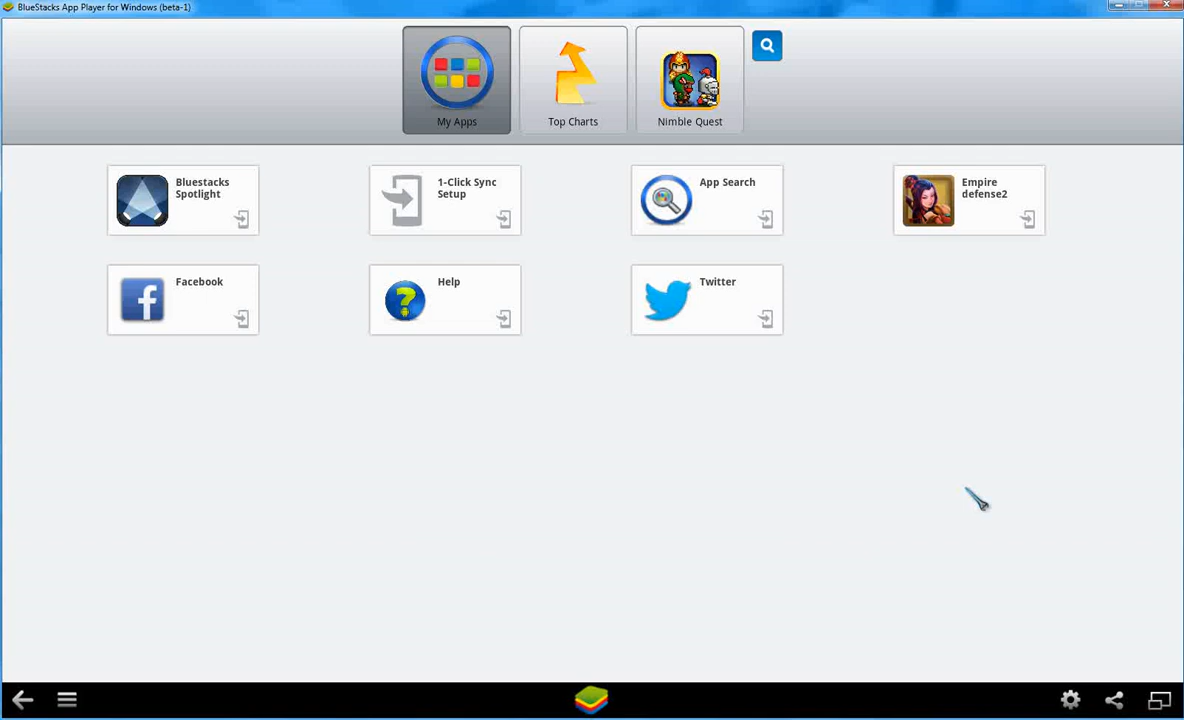 BlueStacks App Player for Windows (beta-1)
My Apps
Top Charts
Nimble Quest
Bluestacks
Spotlight
1-Click Sync
Setup
App Search
Empire
defense2
Facebook
Help
Twitter